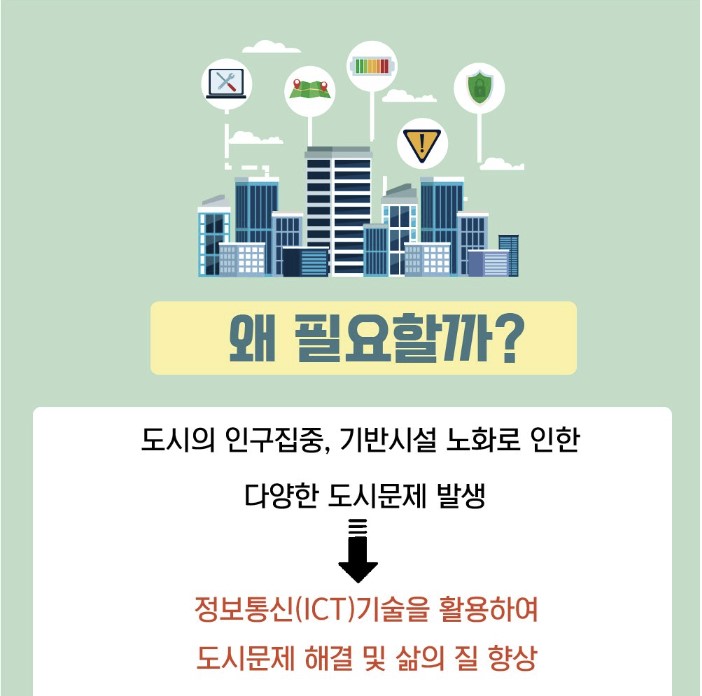 왜 필요할까?
도시의 인구집중, 기반시설 노화로 인한
다양한 도시문제 발생
정보통신(ICT)기술을 활용하여
도시문제 해결 및 삶의 질 향상